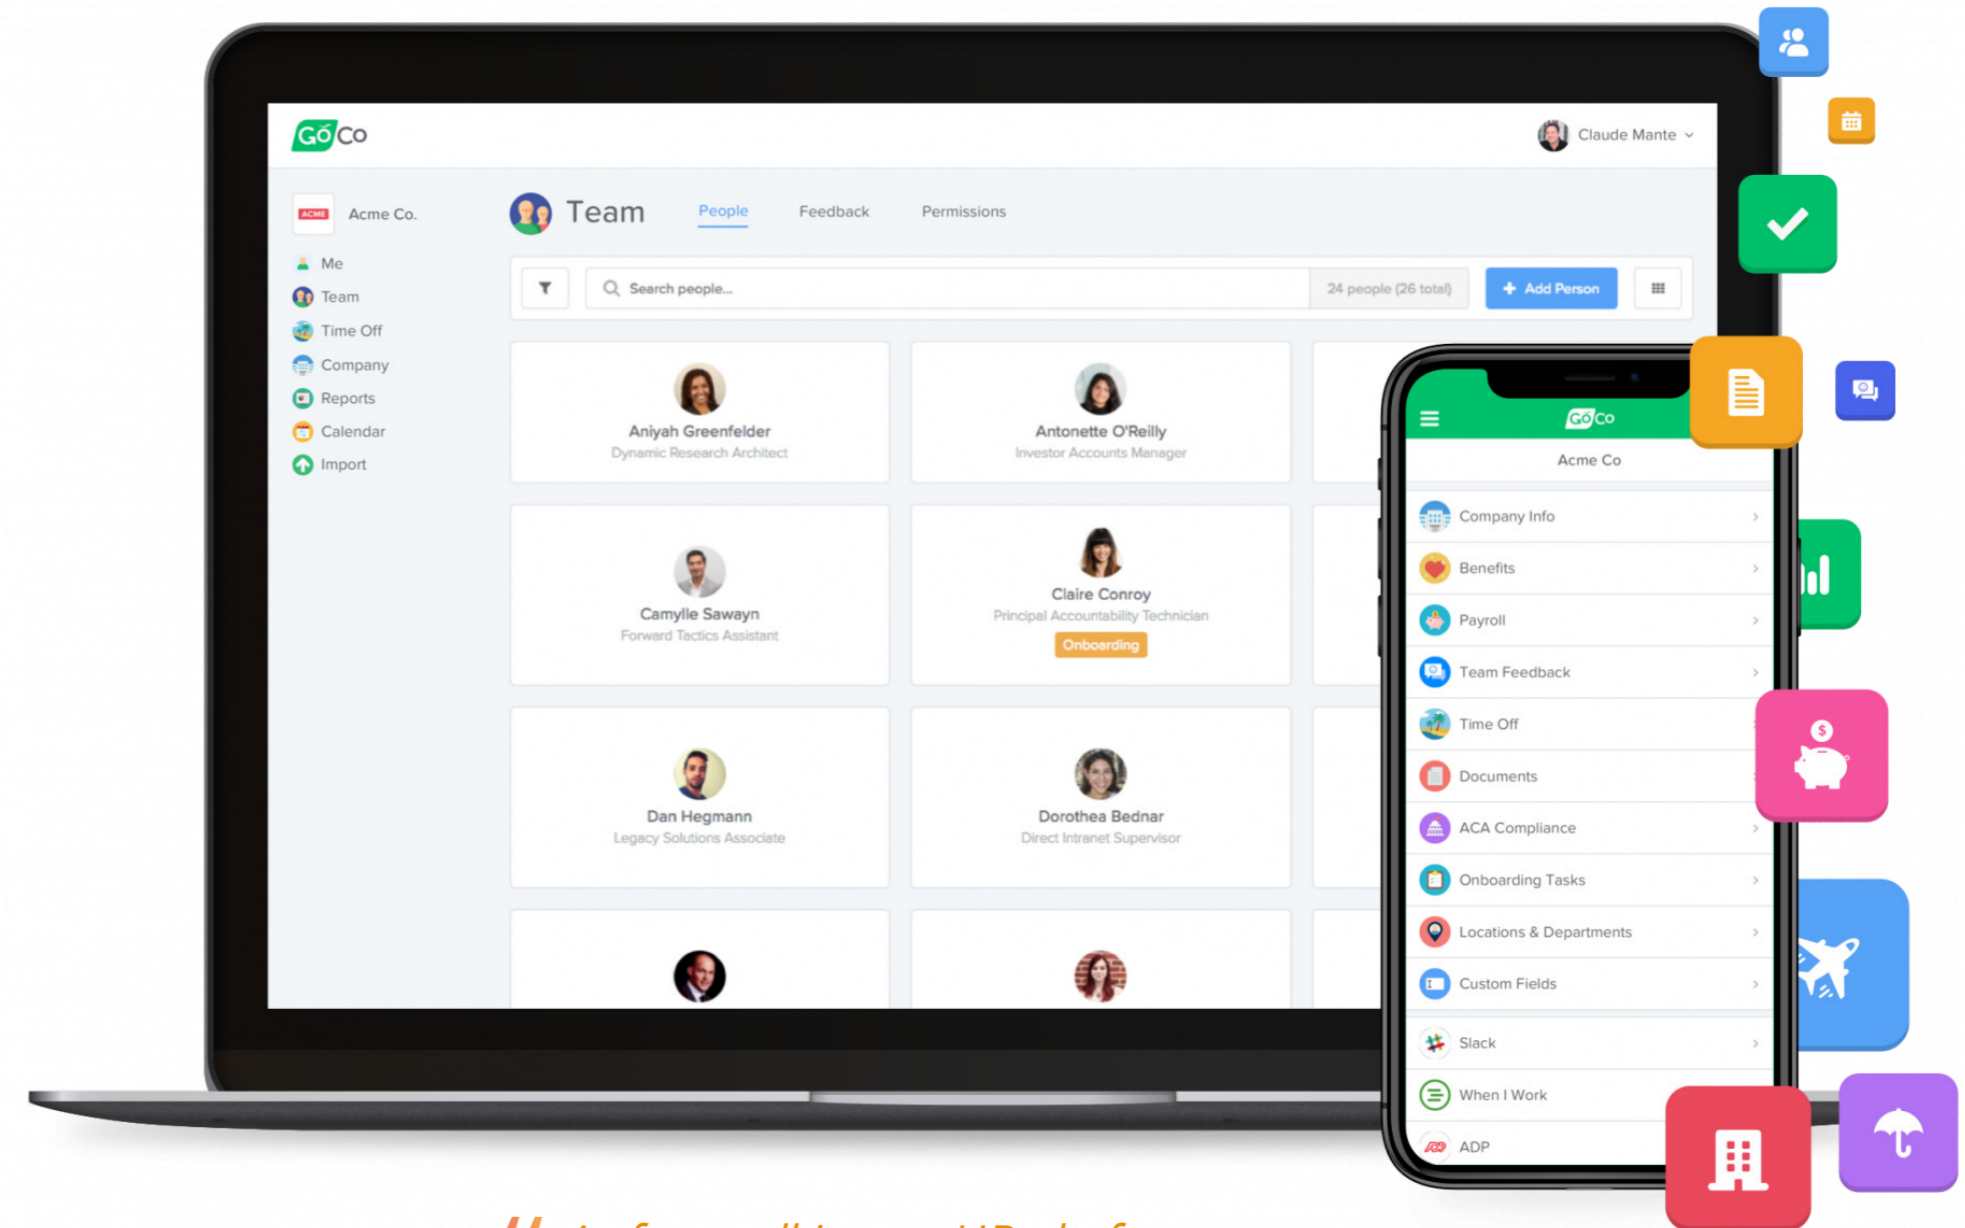 GoCo
Claude Mante
ACME
Acme Co.
Team
People
Feedback
Permissions
Me
Team
Time Off
Company
Reports
Calendar
Import
Search people...
24 people (26 total)
+ Add Person
Aniyah Greenfelder
Dynamic Research Architect
Antonette O'Reilly
Investor Accounts Manager
Camylle Sawayn
Forward Tactics Assistant
Claire Conroy
Principal Accountability Technician
Onboarding
Dan Hegmann
Legacy Solutions Associate
Dorothea Bednar
Direct Intranet Supervisor
GoCo
Acme Co
Company Info
Benefits
Payroll
Team Feedback
Time Off
Documents
ACA Compliance
Onboarding Tasks
Locations & Departments
Custom Fields
Slack
When I Work
ADP
ADP
$